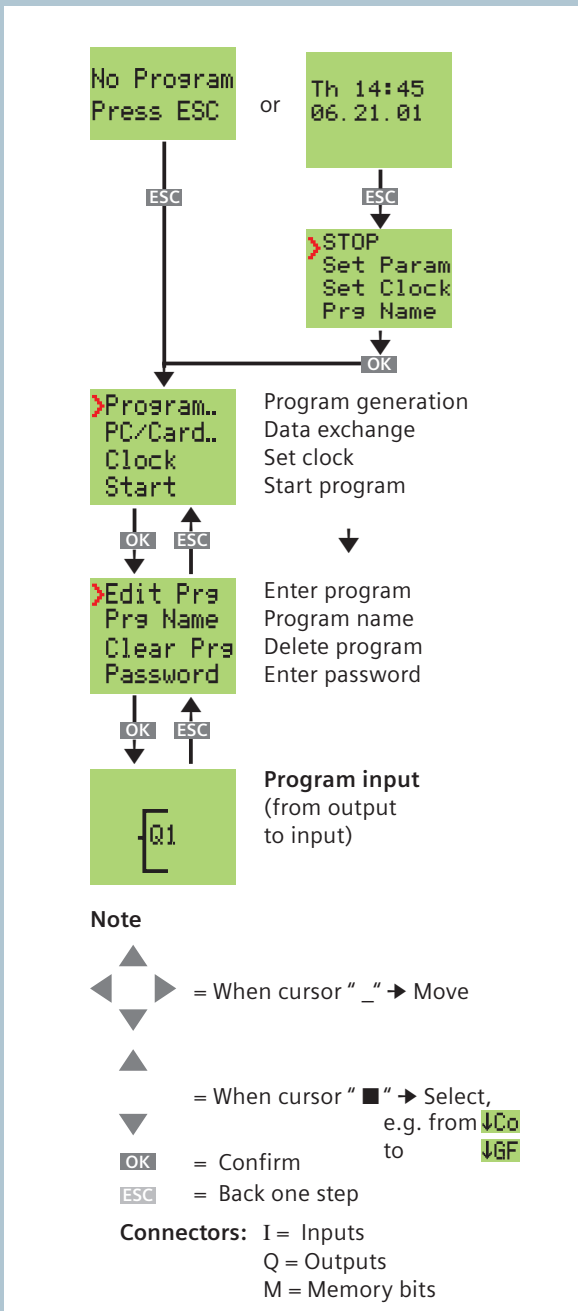 No Program
Press ESC
or
Th 14:45
06.21.01
ESC
ESC
STOP
Set Param
Set Clock
Prg Name
OK
Program..
PC/Card..
Clock
Start
Program generation
Data exchange
Set clock
Start program
OK
ESC
Edit Prg
Prg Name
Clear Prg
Password
Enter program
Program name
Delete program
Enter password
OK
ESC
Q1
Program input
(from output
to input)
Note
= When cursor " _" → Move
= When cursor " ■ " → Select,
e.g. from ↓Co
to ↓GF
OK = Confirm
ESC = Back one step
Connectors: I = Inputs
Q = Outputs
M = Memory bits